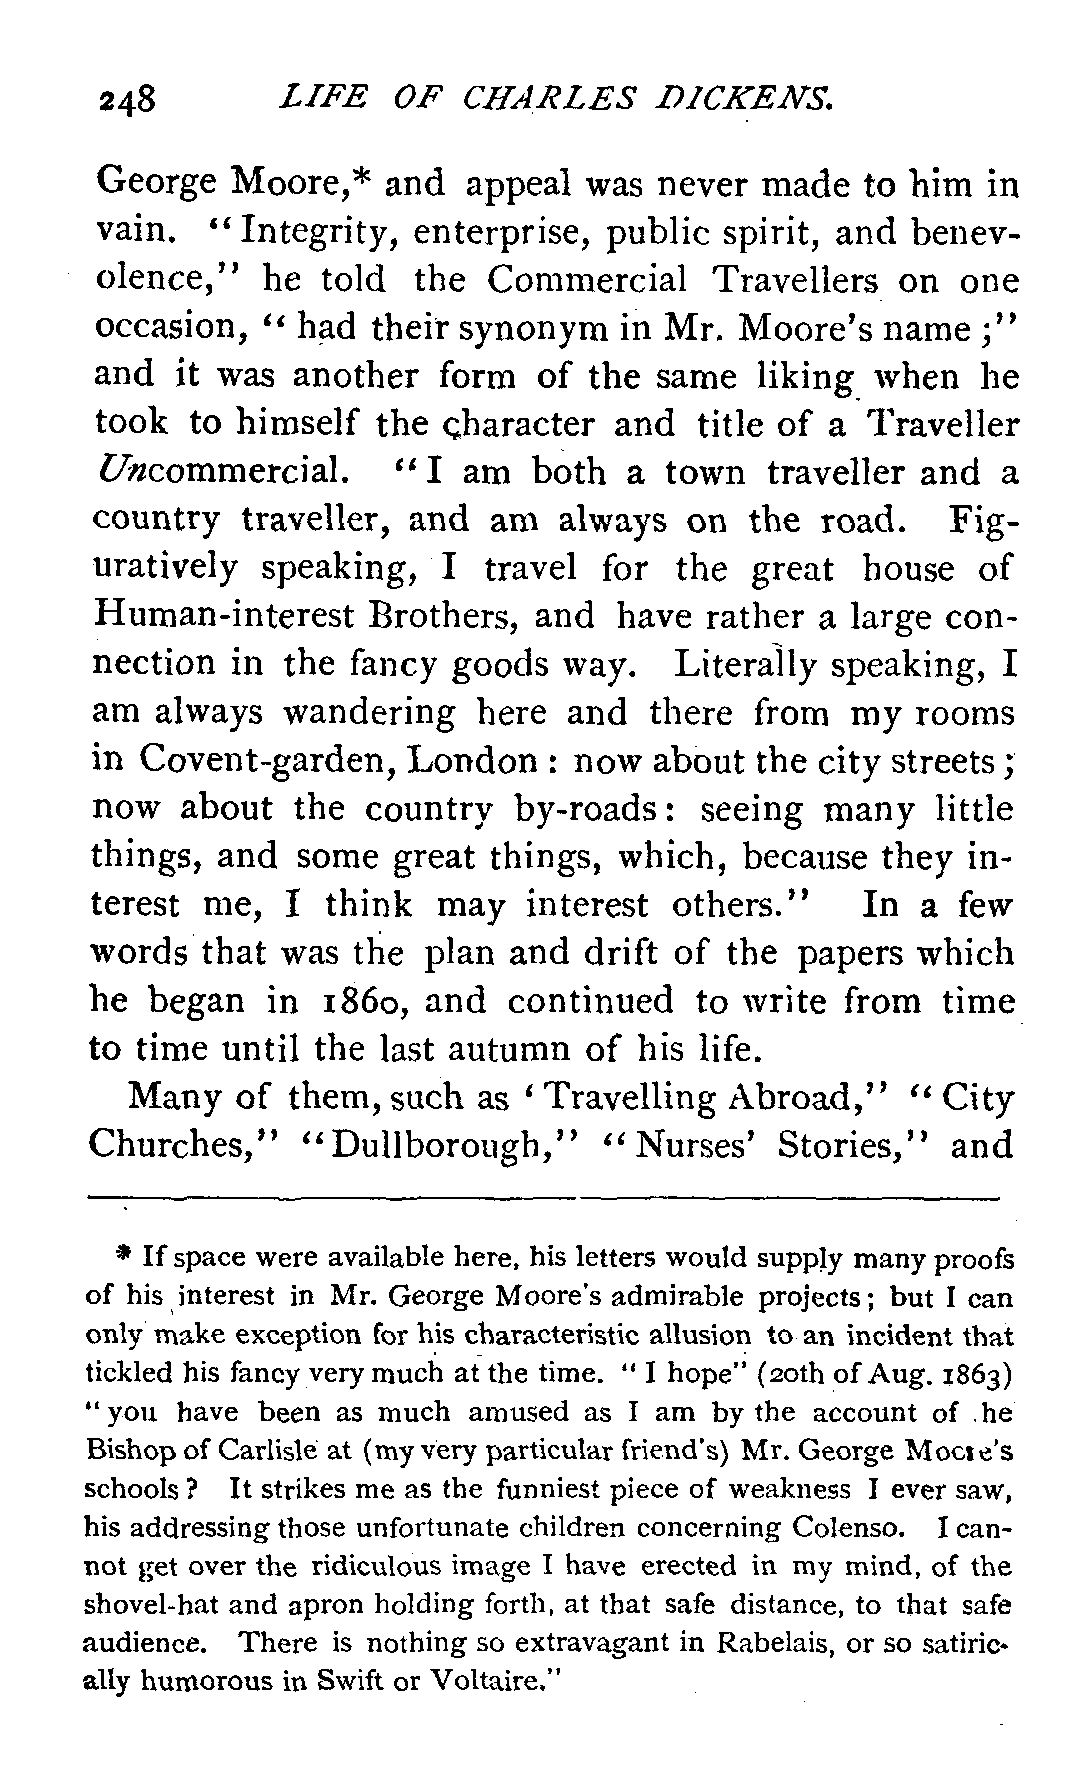 248 LIFE OF CHARLES DICKENS.
George Moore,* and appeal was never made to him in
vain. “Integrity, enterprise, public spirit, and benev-
olence,” he told the Commercial Travellers on one
occasion, “had their synonym in Mr. Moore’s name ;”
and it was another form of the same liking when he
took to himself the character and title of a Traveller
Uncommercial. “I am both a town traveller and a
country traveller, and am always on the road. Fig-
uratively speaking, I travel for the great house of
Human-interest Brothers, and have rather a large con-
nection in the fancy goods way. Literally speaking, I
am always wandering here and there from my rooms
in Covent-garden, London : now about the city streets ;
now about the country by-roads : seeing many little
things, and some great things, which, because they in-
terest me, I think may interest others.” In a few
words that was the plan and drift of the papers which
he began in 1860, and continued to write from time
to time until the last autumn of his life.
Many of them, such as ‘Travelling Abroad,” “City
Churches,” “Dullborough,” “Nurses’ Stories,” and
* If space were available here, his letters would supply many proofs
of his interest in Mr. George Moore’s admirable projects ; but I can
only make exception for his characteristic allusion to an incident that
tickled his fancy very much at the time. “I hope” (20th of Aug. 1863)
“you have been as much amused as I am by the account of .he
Bishop of Carlisle at (my very particular friend’s) Mr. George Moore’s
schools ? It strikes me as the funniest piece of weakness I ever saw,
his addressing those unfortunate children concerning Colenso. I can-
not get over the ridiculous image I have erected in my mind, of the
shovel-hat and apron holding forth, at that safe distance, to that safe
audience. There is nothing so extravagant in Rabelais, or so satiric-
ally humorous in Swift or Voltaire.”